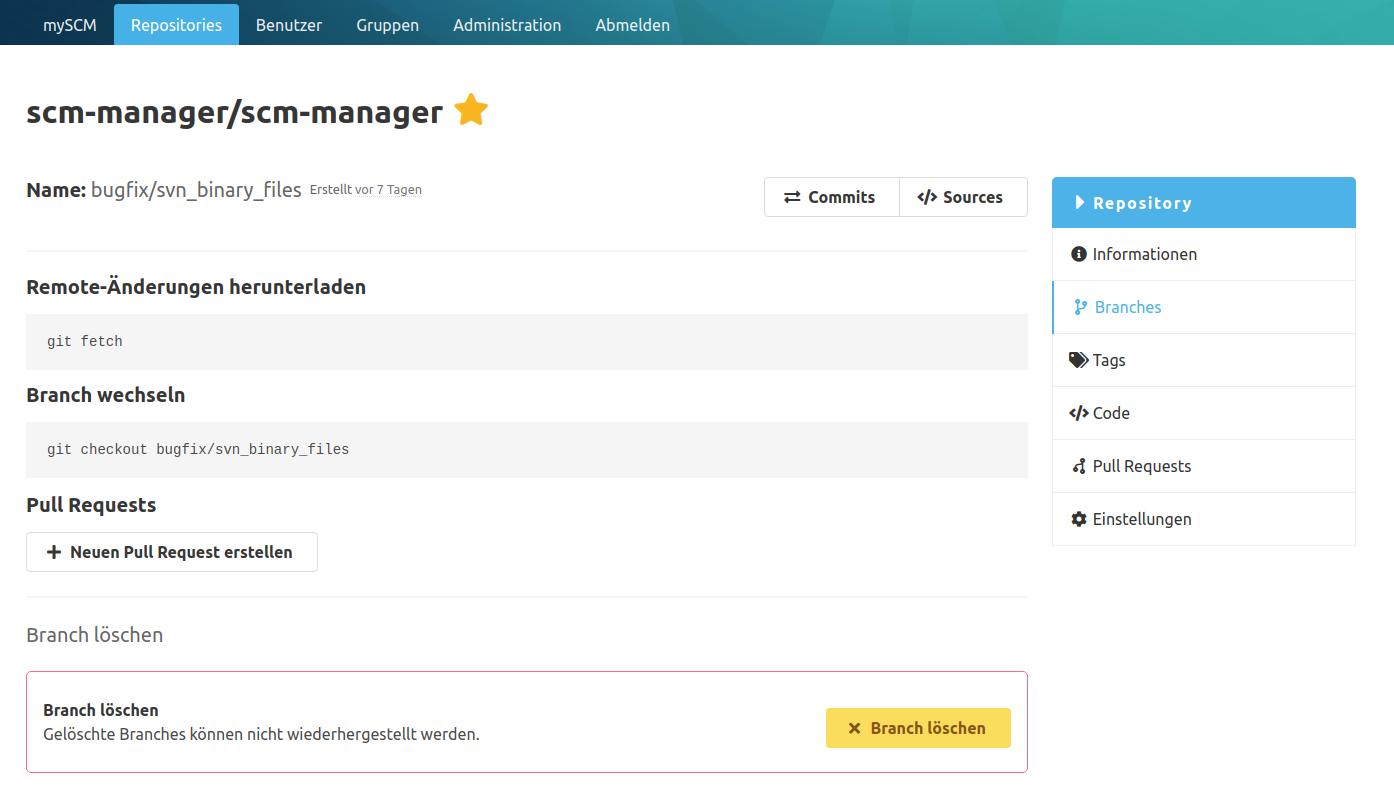 mySCM Repositories Benutzer Gruppen Administration Abmelden
scm-manager/scm-manager
Name: bugfix/svn_binary_files Erstellt vor 7 Tagen
Commits Sources
Remote-Änderungen herunterladen
git fetch
Branch wechseln
git checkout bugfix/svn_binary_files
Pull Requests
Neuen Pull Request erstellen
Branch löschen
Branch löschen
Gelöschte Branches können nicht wiederhergestellt werden.
Branch löschen
Repository
Informationen
Branches
Tags
Code
Pull Requests
Einstellungen